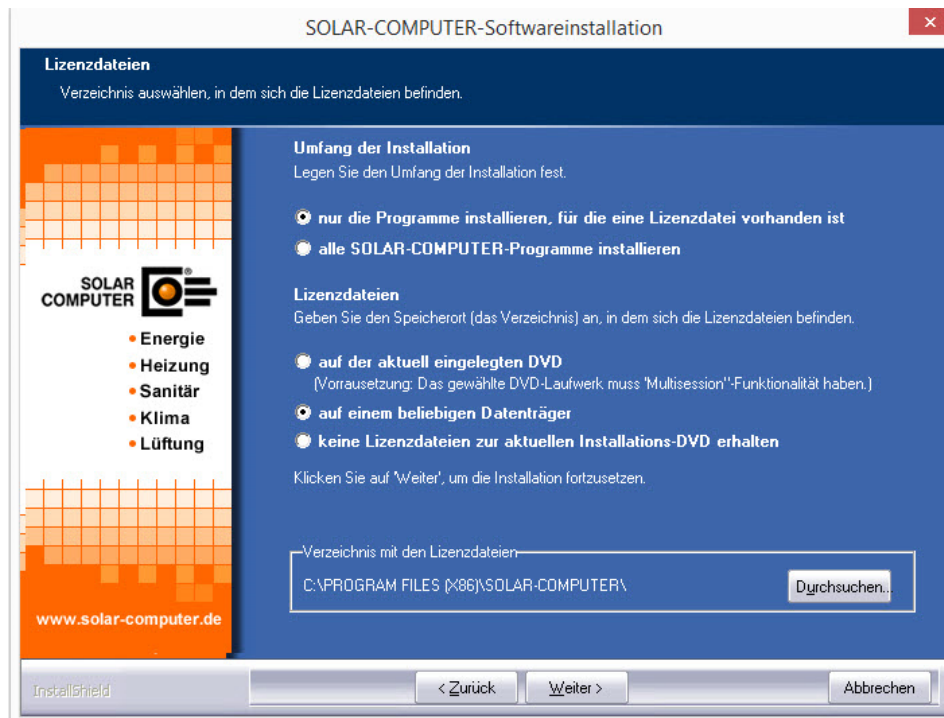 SOLAR-COMPUTER-Softwareinstallation
Lizenzdateien
Verzeichnis auswählen, in dem sich die Lizenzdateien befinden.
Umfang der Installation
Legen Sie den Umfang der Installation fest.
nur die Programme installieren, für die eine Lizenzdatei vorhanden ist
alle SOLAR-COMPUTER-Programme installieren
Lizenzdateien
Geben Sie den Speicherort (das Verzeichnis) an, in dem sich die Lizenzdateien befinden.
auf der aktuell eingelegten DVD
(Vorrausetzung: Das gewählte DVD-Laufwerk muss 'Multisession"-Funktionalität haben.)
auf einem beliebigen Datenträger
keine Lizenzdateien zur aktuellen Installations-DVD erhalten
Klicken Sie auf 'Weiter', um die Installation fortzusetzen.
Verzeichnis mit den Lizenzdateien
C:\PROGRAM FILES (X86)\SOLAR-COMPUTER\
Durchsuchen...
SOLAR
COMPUTER ®
• Energie
• Heizung
• Sanitär
• Klima
• Lüftung
www.solar-computer.de
InstallShield
< Zurück
Weiter >
Abbrechen